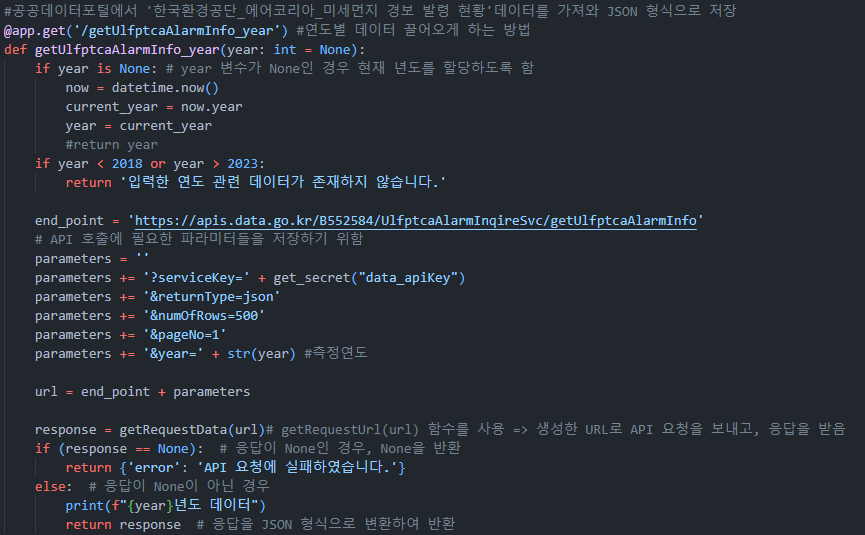 #공공데이터포털에서 '한국환경공단_에어코리아_미세먼지 경보 발령 현황'데이터를 가져와 JSON 형식으로 저장
@app.get('/getUlfptcaAlarmInfo_year') #연도별 데이터 끌어오게 하는 방법
def getUlfptcaAlarmInfo_year(year: int = None):
    if year is None: # year 변수가 None인 경우 현재 년도를 할당하도록 함
        now = datetime.now()
        current_year = now.year
        year = current_year
        #return year
    if year < 2018 or year > 2023:
        return '입력한 연도 관련 데이터가 존재하지 않습니다.'

    end_point = 'https://apis.data.go.kr/B552584/UlfptcaAlarmInqireSvc/getUlfptcaAlarmInfo'
    # API 호출에 필요한 파라미터들을 저장하기 위함
    parameters = ''
    parameters += '?serviceKey=' + get_secret("data_apiKey")
    parameters += '&returnType=json'
    parameters += '&numOfRows=500'
    parameters += '&pageNo=1'
    parameters += '&year=' + str(year) #측정연도

    url = end_point + parameters

    response = getRequestData(url)# getRequestUrl(url) 함수를 사용 => 생성한 URL로 API 요청을 보내고, 응답을 받음
    if (response == None):  # 응답이 None인 경우, None을 반환
        return {'error': 'API 요청에 실패하였습니다.'}
    else:  # 응답이 None이 아닌 경우
        print(f"{year}년도 데이터")
        return response  # 응답을 JSON 형식으로 변환하여 반환